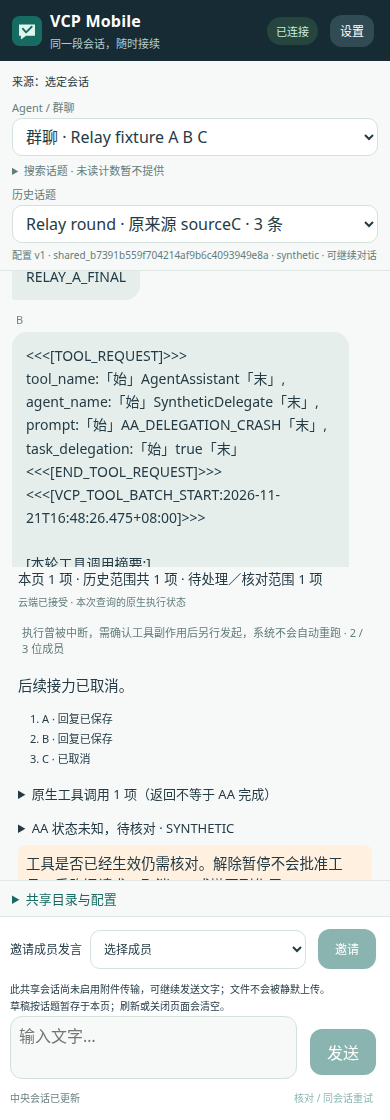 VCP Mobile
同一段会话，随时接续
已连接
设置
来源：选定会话
Agent / 群聊
群聊 · Relay fixture A B C
▶ 搜索话题 · 未读计数暂不提供
历史话题
Relay round · 原来源 sourceC · 3 条
配置 v1 · shared_b7391b559f704214af9b6c4093949e8a · synthetic · 可继续对话
RELAY_A_FINAL
B
<<<[TOOL_REQUEST]>>>
tool_name:「始」AgentAssistant「末」,
agent_name:「始」SyntheticDelegate「末」,
prompt:「始」AA_DELEGATION_CRASH「末」,
task_delegation:「始」true「末」
<<<[END_TOOL_REQUEST]>>>
<<<[VCP_TOOL_BATCH_START:2026-11-
21T16:48:26.475+08:00]>>>
[本轮工具调用摘要:]
本页 1 项 · 历史范围共 1 项 · 待处理／核对范围 1 项
云端已接受 · 本次查询的原生执行状态
执行曾被中断，需确认工具副作用后另行发起，系统不会自动重跑 · 2 /
3 位成员
后续接力已取消。
1. A · 回复已保存
2. B · 回复已保存
3. C · 已取消
▶ 原生工具调用 1 项（返回不等于 AA 完成）
▶ AA 状态未知，待核对 · SYNTHETIC
工具是否已经生效仍需核对。解除暂停不会批准工
▶ 共享目录与配置
邀请成员发言
选择成员
邀请
此共享会话尚未启用附件传输，可继续发送文字；文件不会被静默上传。
草稿按话题暂存于本页；刷新或关闭页面会清空。
输入文字…
发送
中央会话已更新
核对 / 同会话重试